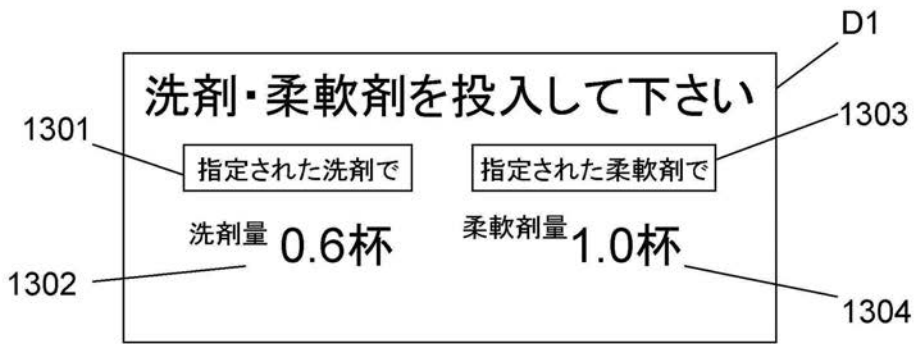 D1
洗剤・柔軟剤を投入して下さい
1301
1303
指定された洗剤で
指定された柔軟剤で
洗剤量 0.6杯
柔軟剤量 1.0杯
1302
1304